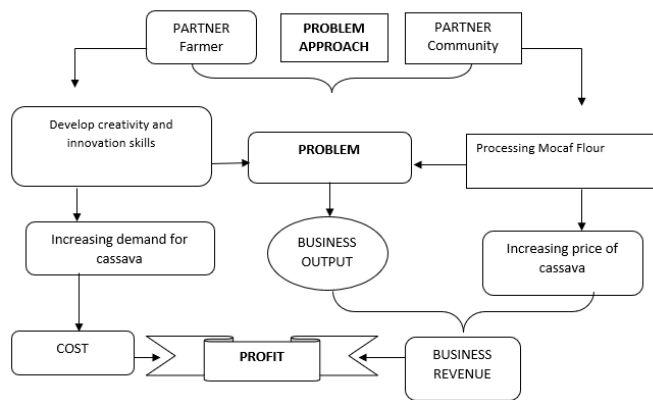 PARTNER
Farmer
PROBLEM
APPROACH
PARTNER
Community
Develop creativity and
innovation skills
PROBLEM
Processing Mocaf Flour
Increasing demand for
cassava
BUSINESS
OUTPUT
Increasing price of
cassava
COST
PROFIT
BUSINESS
REVENUE